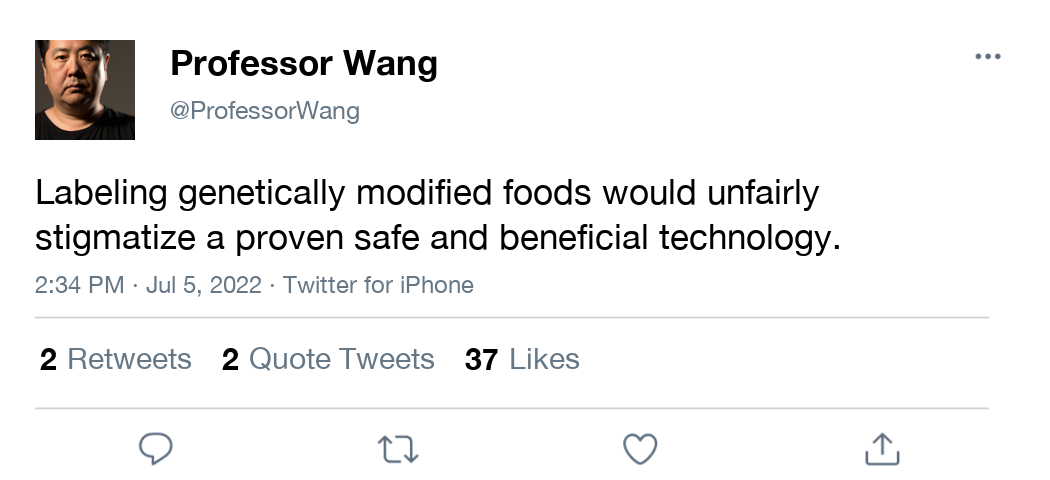 Professor Wang
@ProfessorWang
Labeling genetically modified foods would unfairly
stigmatize a proven safe and beneficial technology.
2:34 PM · Jul 5, 2022 · Twitter for iPhone
2 Retweets 2 Quote Tweets 37 Likes